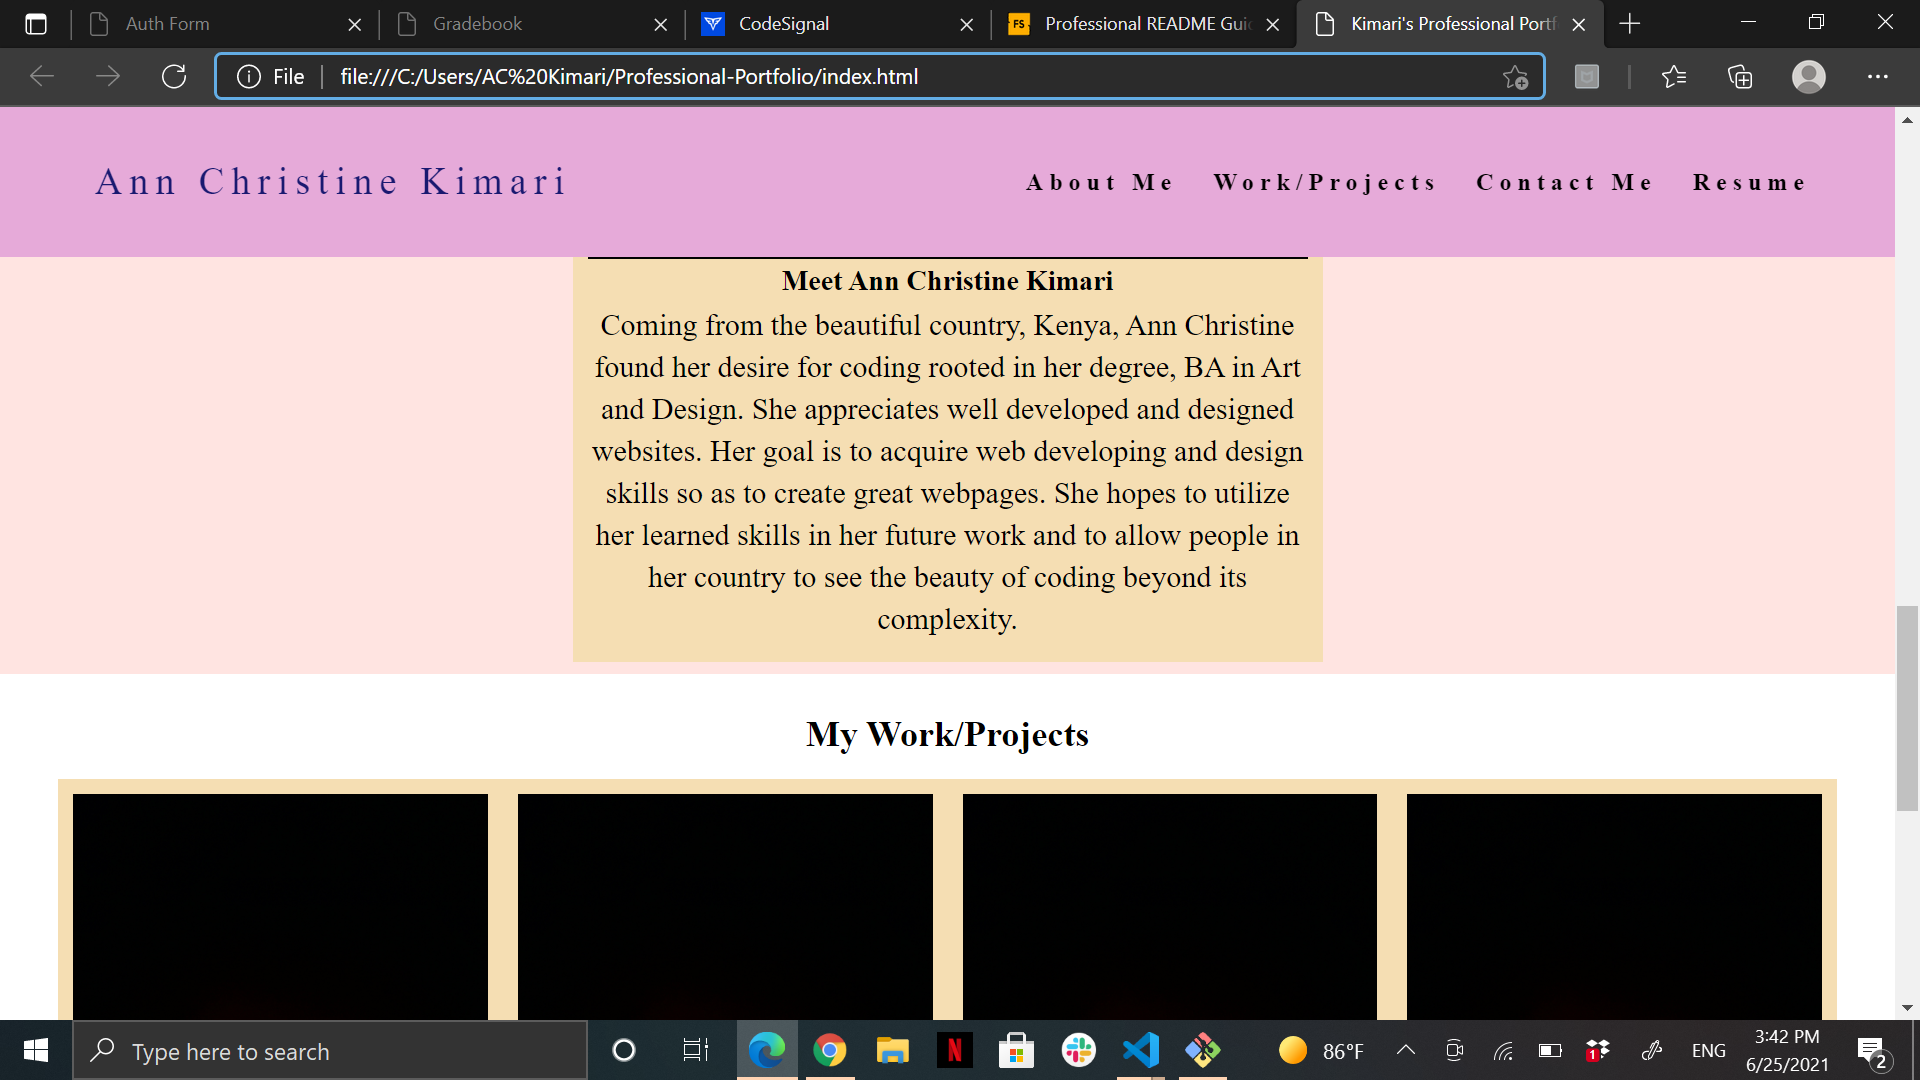 Auth Form
Gradebook
CodeSignal
FS
Professional README Gui
Kimari's Professional Portf
File
file:///C:/Users/AC%20Kimari/Professional-Portfolio/index.html
Ann Christine Kimari
About Me
Work/Projects
Contact Me
Resume
Meet Ann Christine Kimari
Coming from the beautiful country, Kenya, Ann Christine
found her desire for coding rooted in her degree, BA in Art
and Design. She appreciates well developed and designed
websites. Her goal is to acquire web developing and design
skills so as to create great webpages. She hopes to utilize
her learned skills in her future work and to allow people in
her country to see the beauty of coding beyond its
complexity.
My Work/Projects
Type here to search
N
86°F
1
ENG
3:42 PM
6/25/2021
2